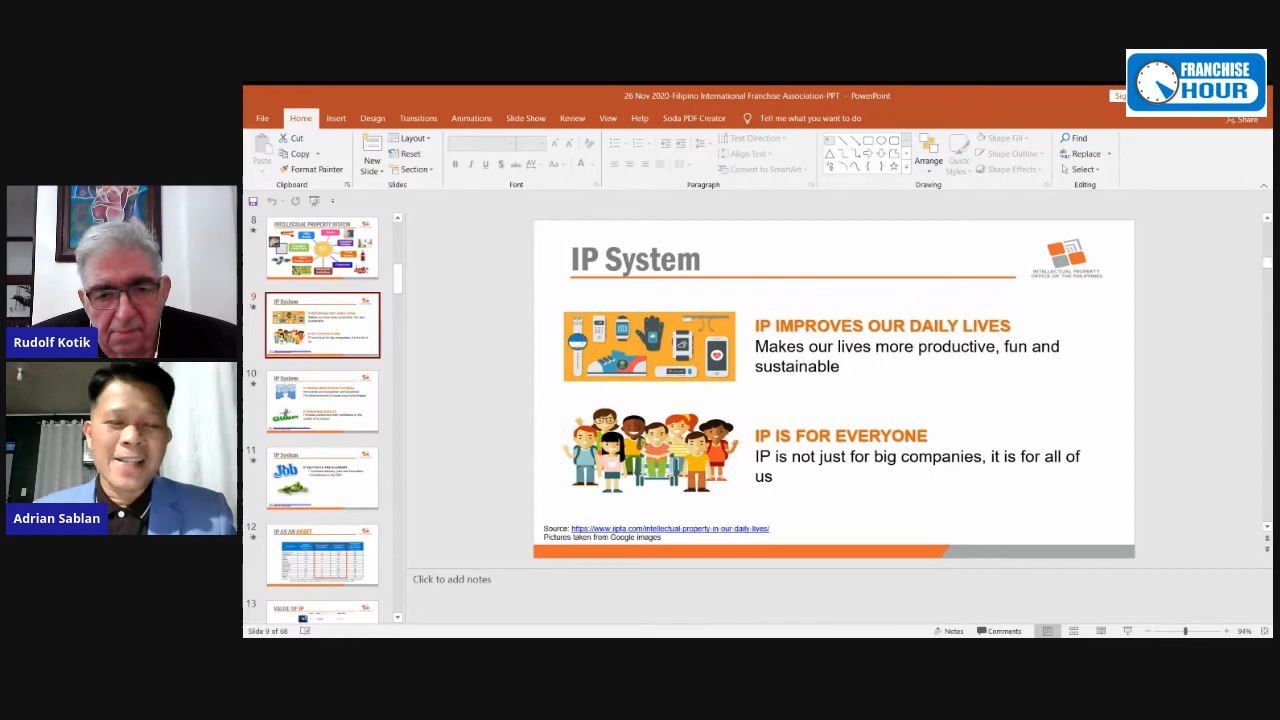 FRANCHISE
HOUR
26 Nov 2020-Filipino International Franchise Association-PPT - PowerPoint
File Home Insert Design Transitions Animations Slide Show Review View Help Soda PDF Creator Tell me what you want to do
Share
Paste
Cut
Copy
Format Painter
Clipboard
New
Slide
Layout
Reset
Section
Slides
Font
Text Direction
Align Text
Convert to SmartArt
Paragraph
Arrange
Quick
Styles
Shape Fill
Shape Outline
Shape Effects
Drawing
Find
Replace
Select
Editing
8
INTELLECTUAL PROPERTY SYSTEM
9
IP System
10
IP System
11
IP System
Job
12
IP AS AN ASSET
13
VALUE OF IP
IP System
INTELLECTUAL PROPERTY
OFFICE OF THE PHILIPPINES
IP IMPROVES OUR DAILY LIVES
Makes our lives more productive, fun and
sustainable
IP IS FOR EVERYONE
IP is not just for big companies, it is for all of
us
Source: https://www.iipta.com/intellectual-property-in-our-daily-lives/
Pictures taken from Google images
Click to add notes
Slide 9 of 68
Notes
Comments
94%
Rudolf Kotik
Adrian Sablan